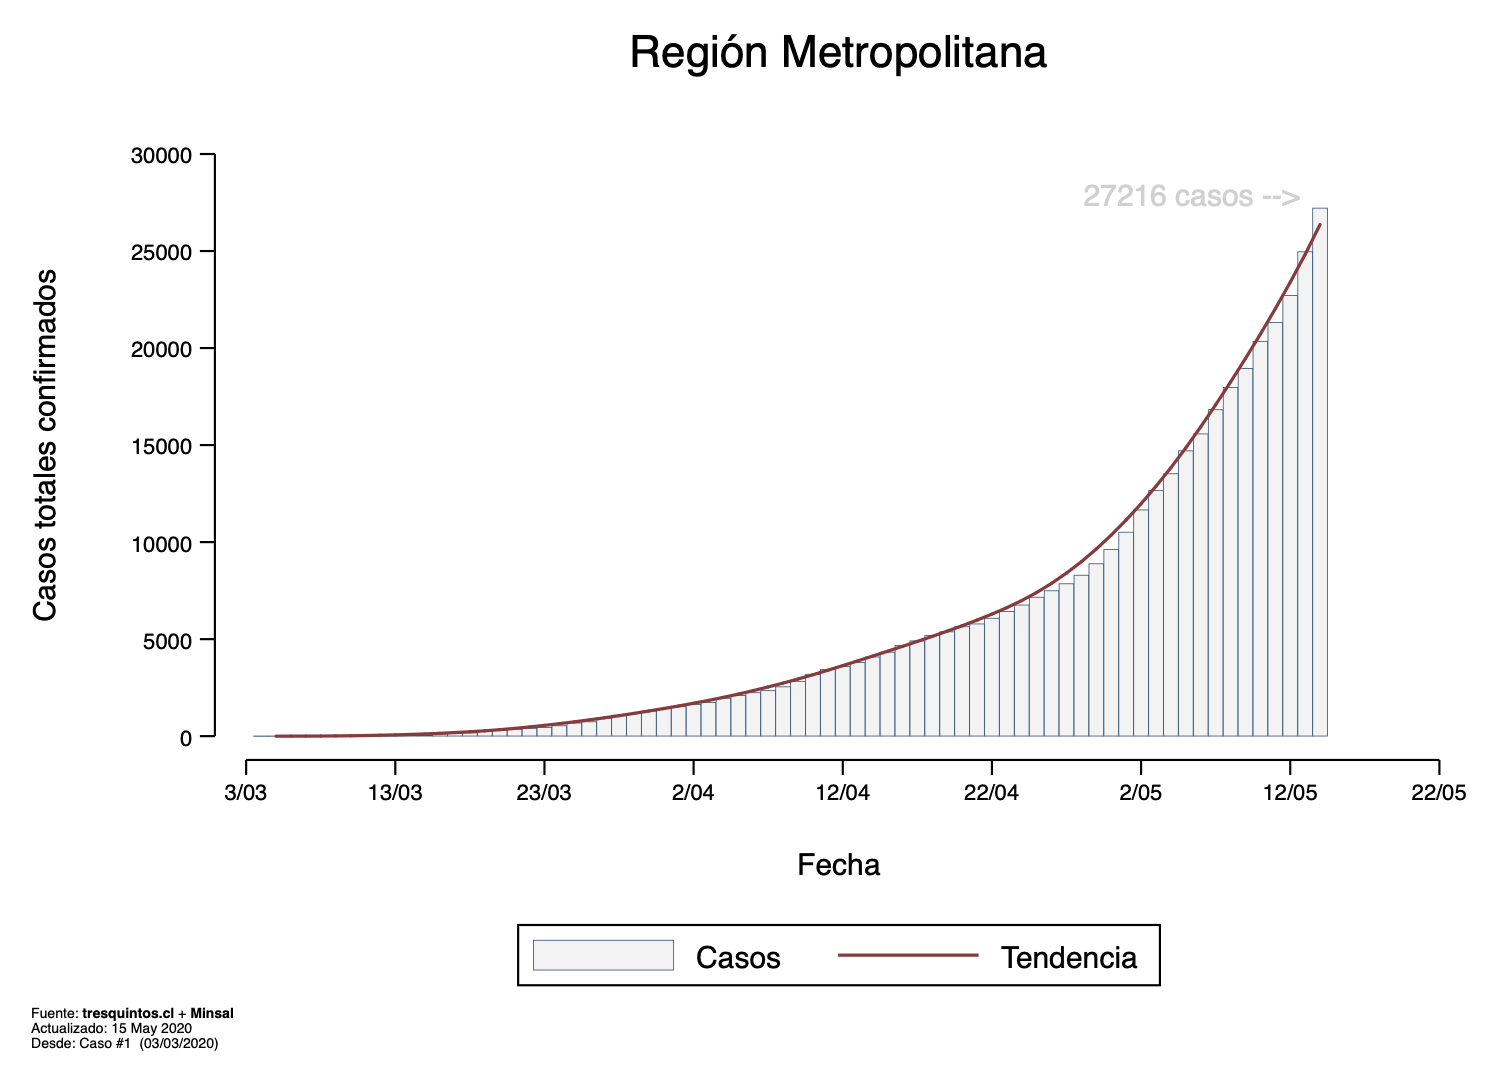 Región Metropolitana
30000
27216 casos -->
25000
20000
15000
10000
5000
0
Casos totales confirmados
3/03 13/03 23/03 2/04 12/04 22/04 2/05 12/05 22/05
Fecha
Casos Tendencia
Fuente: tresquintos.cl + Minsal
Actualizado: 15 May 2020
Desde: Caso #1 (03/03/2020)